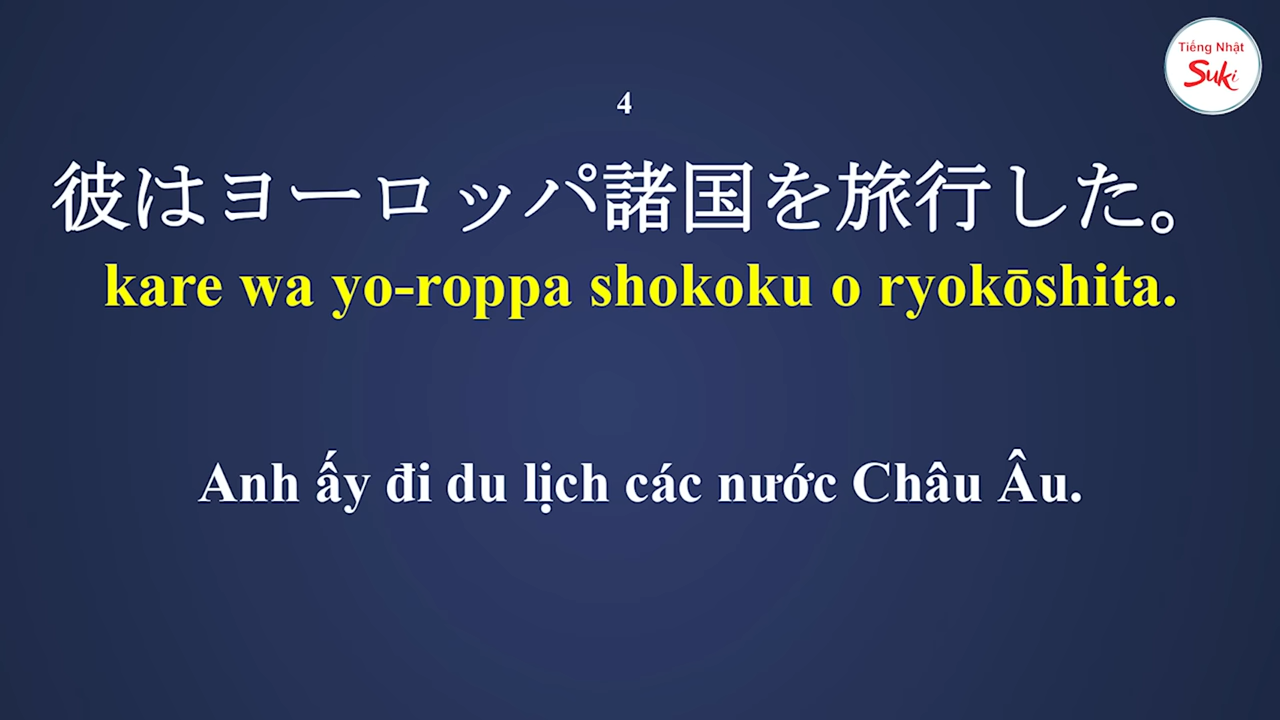 Tiếng Nhật
Suki
4
彼はヨーロッパ諸国を旅行した。
kare wa yo-roppa shokoku o ryokōshita.
Anh ấy đi du lịch các nước Châu Âu.